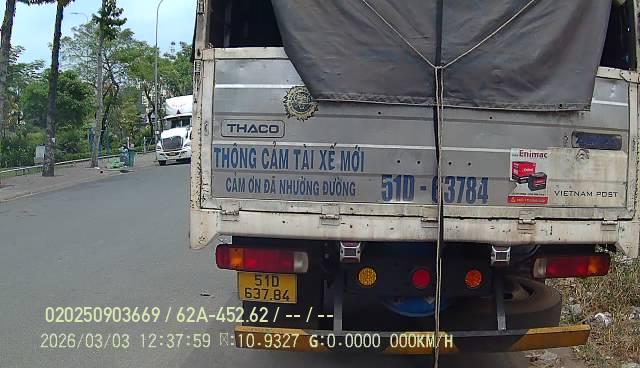 THACO
THÔNG CẢM TÀI XẾ MỚI
CẢM ƠN ĐÃ NHƯỜNG ĐƯỜNG
51D - 63784
Enimac
VIETNAM POST
51D
637.84
020250903669 / 62A-452.62 / -- / --
2026/03/03 12:37:59 R:10.9327 G:0.0000 000KM/H